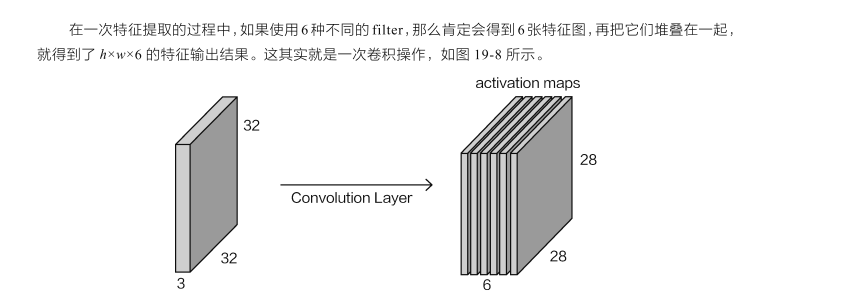 在一次特征提取的过程中,如果使用6种不同的filter,那么肯定会得到6张特征图,再把它们堆叠在一起,
就得到了h×w×6的特征输出结果。这其实就是一次卷积操作,如图19-8所示。
activation maps
32
28
Convolution Layer
32
28
3
6